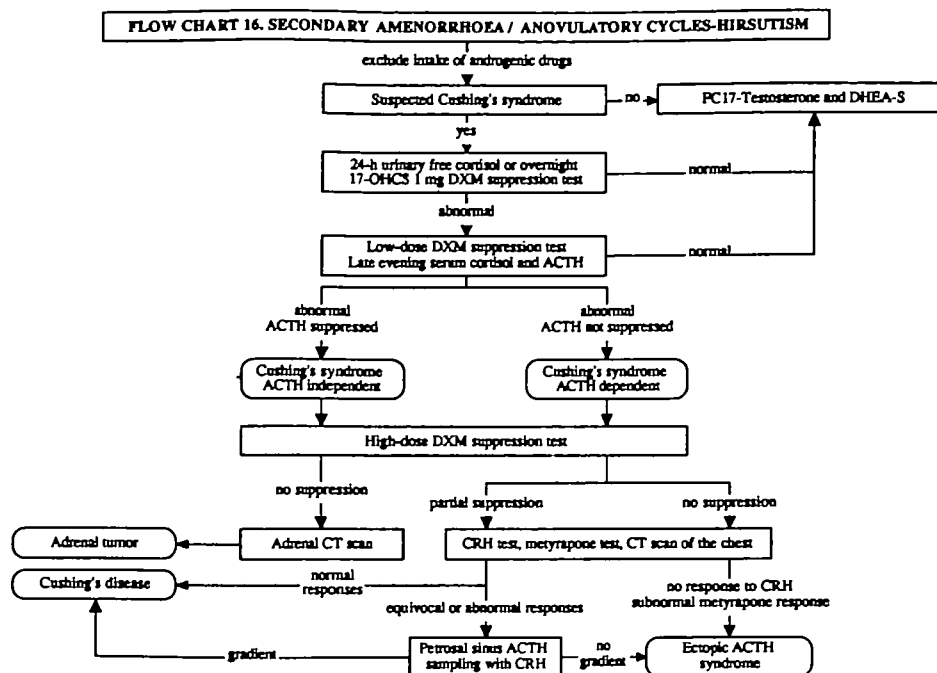 FLOW CHART 16. SECONDARY AMENORRHOEA / ANOVULATORY CYCLES-HIRSUTISM
exclude intake of androgenic drugs
Suspected Cushing's syndrome
no
PC17-Testosterone and DHEA-S
yes
24-h urinary free cortisol or overnight
17-OHCS 1 mg DXM suppression test
normal
abnormal
Low-dose DXM suppression test
Late evening serum cortisol and ACTH
normal
abnormal
ACTH suppressed
abnormal
ACTH not suppressed
Cushing's syndrome
ACTH independent
Cushing's syndrome
ACTH dependent
High-dose DXM suppression test
no suppression
partial suppression
no suppression
Adrenal tumor
Adrenal CT scan
CRH test, metyrapone test, CT scan of the chest
Cushing's disease
normal
responses
no response to CRH
subnormal metyrapone response
equivocal or abnormal responses
gradient
Petrosal sinus ACTH
sampling with CRH
no
gradient
Ectopic ACTH
syndrome